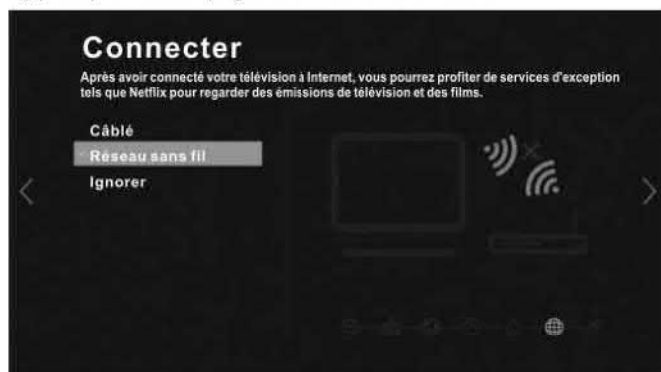 Connecter
Après avoir connecté votre télévision à Internet, vous pourrez profiter de services d'exception
tels que Netflix pour regarder des émissions de télévision et des films.
Câblé
Réseau sans fil
Ignorer